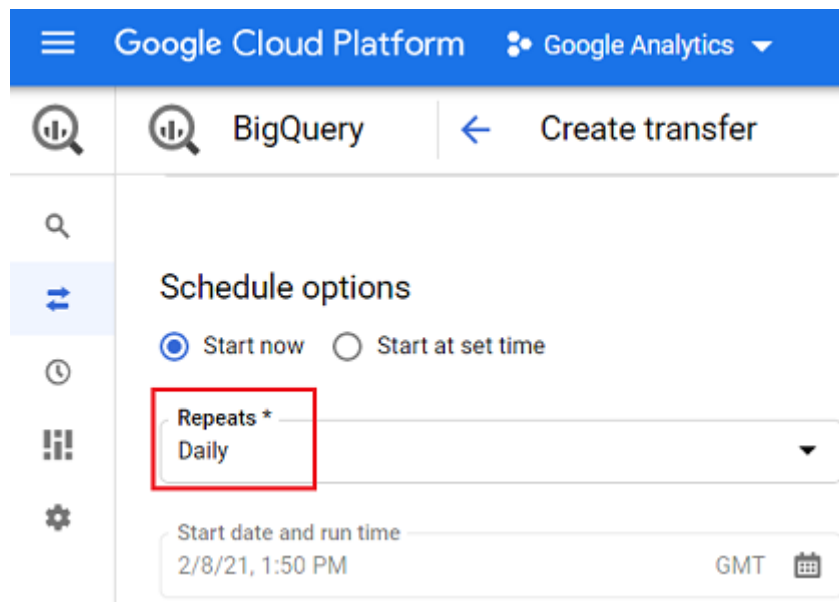 Google Cloud Platform Google Analytics
BigQuery Create transfer
Schedule options
Start now Start at set time
Repeats *
Daily
Start date and run time
2/8/21, 1:50 PM GMT